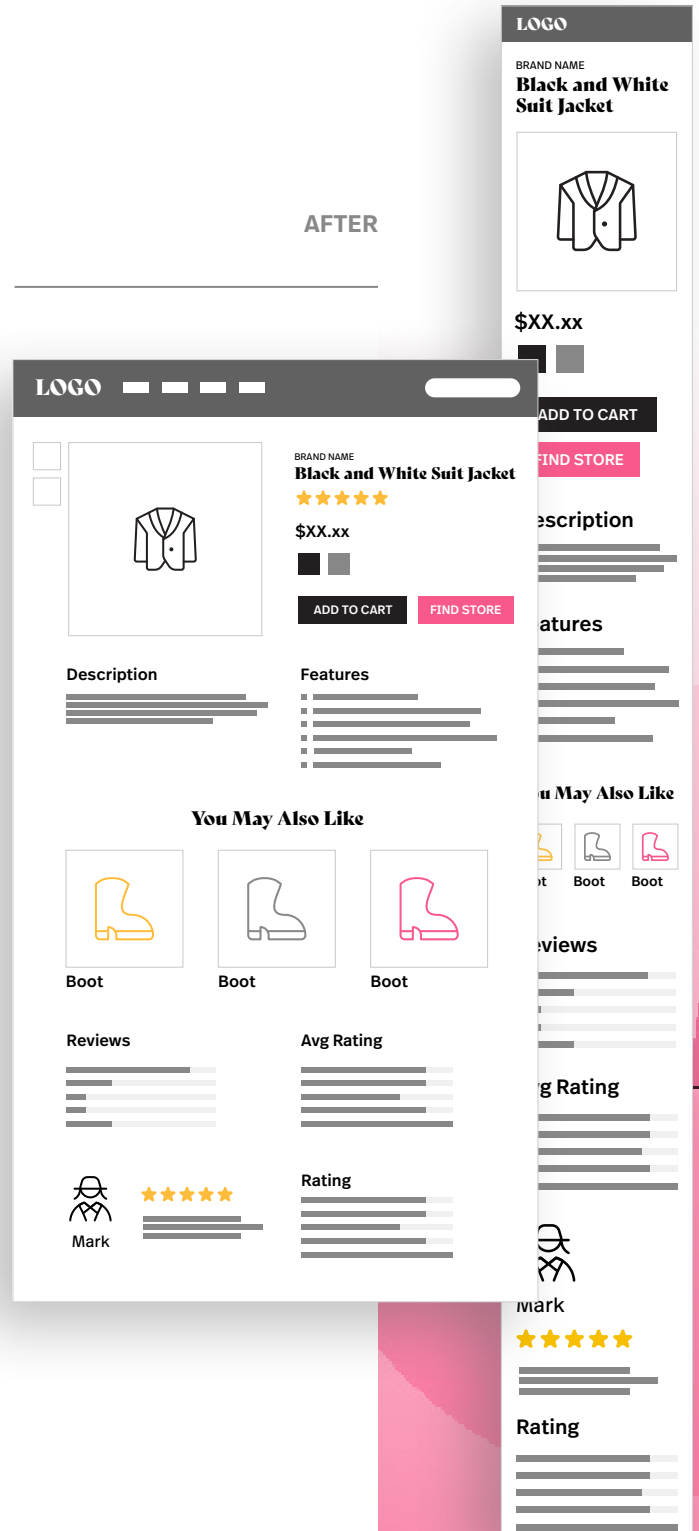 AFTER
LOGO
BRAND NAME
Black and White Suit Jacket
$XX.xx
ADD TO CART
FIND STORE
Description
Features
You May Also Like
Boot
Boot
Boot
Reviews
Avg Rating
Mark
Rating
LOGO
BRAND NAME
Black and White
Suit Jacket
$XX.xx
ADD TO CART
FIND STORE
escription
atures
u May Also Like
ot
Boot
Boot
eviews
g Rating
Mark
Rating